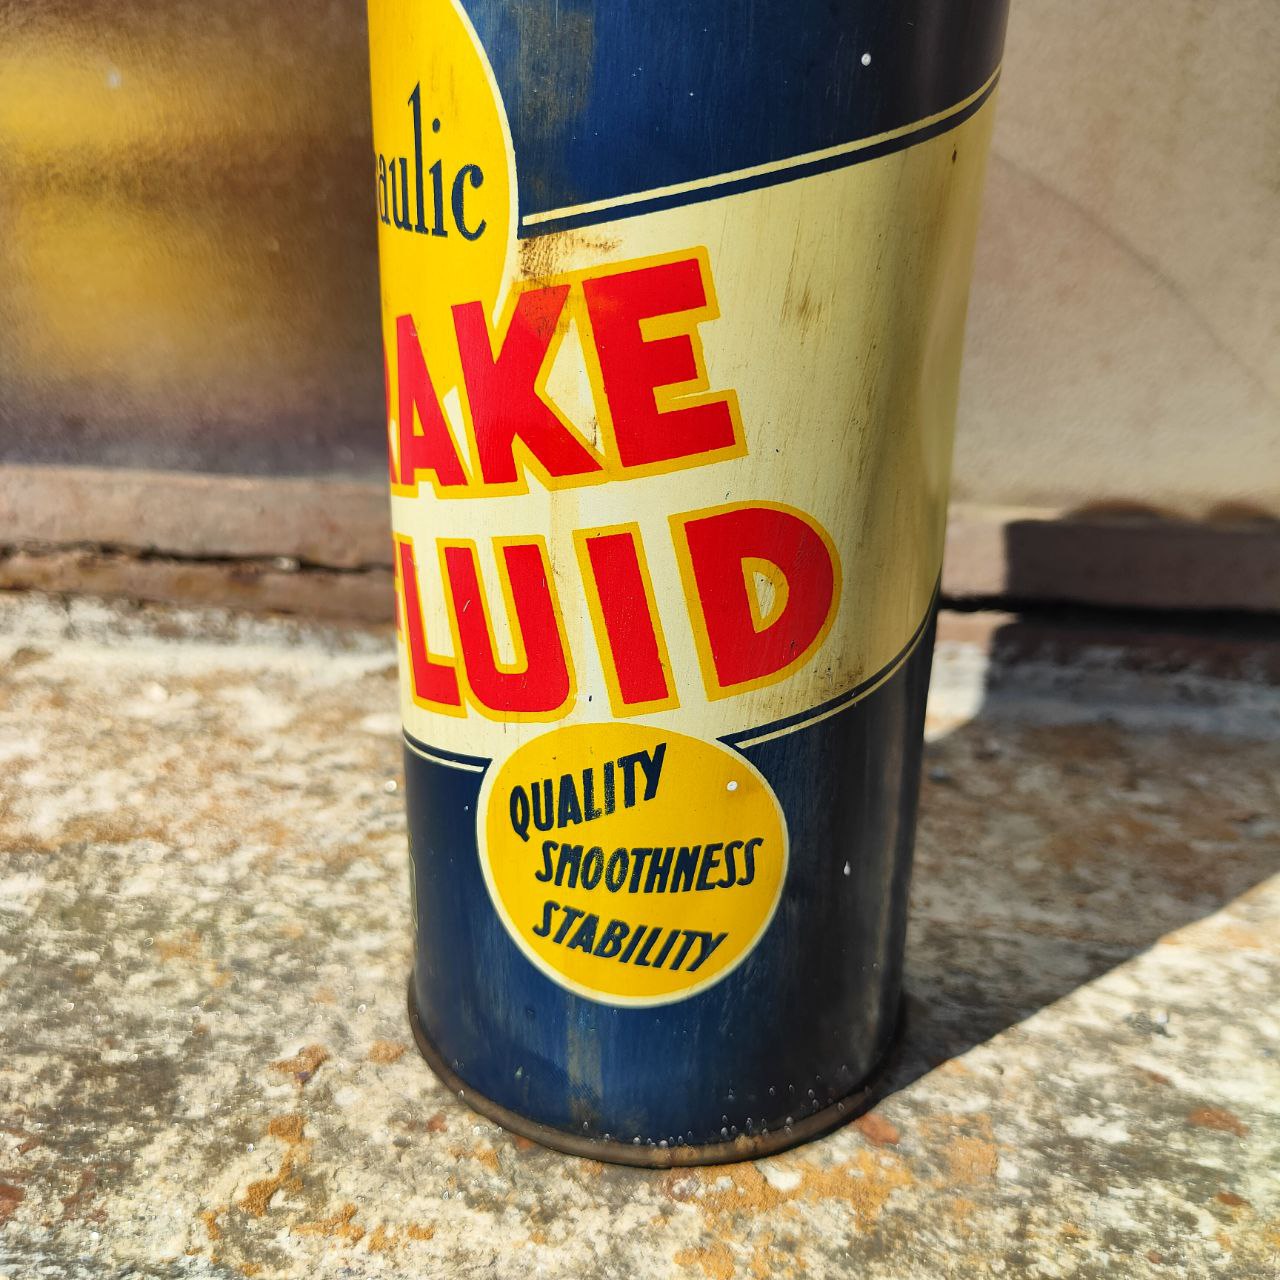 aulic
RAKE
FLUID
QUALITY
SMOOTHNESS
STABILITY